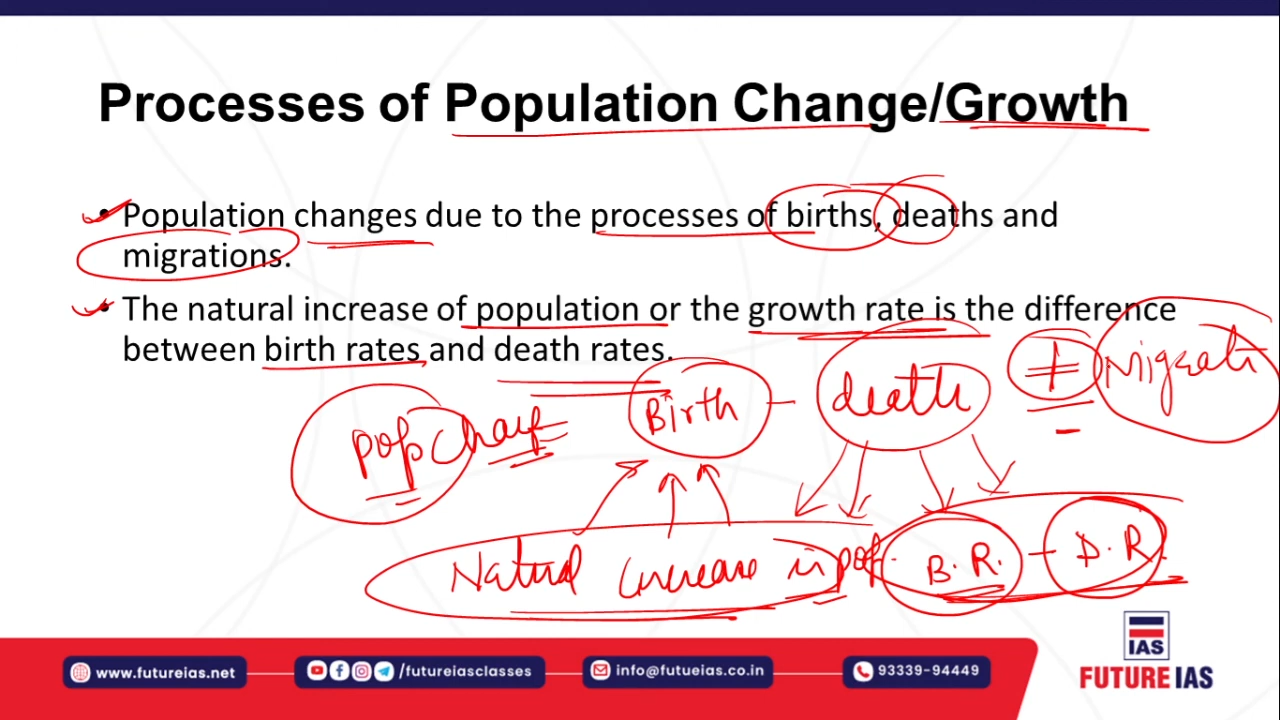 Processes of Population Change/Growth
• Population changes due to the processes of births, deaths and
migrations.
• The natural increase of population or the growth rate is the difference
between birth rates and death rates.
pop = Birth - death ± Migrati
Natural increase in pop. B.R. - D.R.
IAS
FUTURE IAS
www.futureias.net
/futureiasclasses
info@futueias.co.in
93339-94449